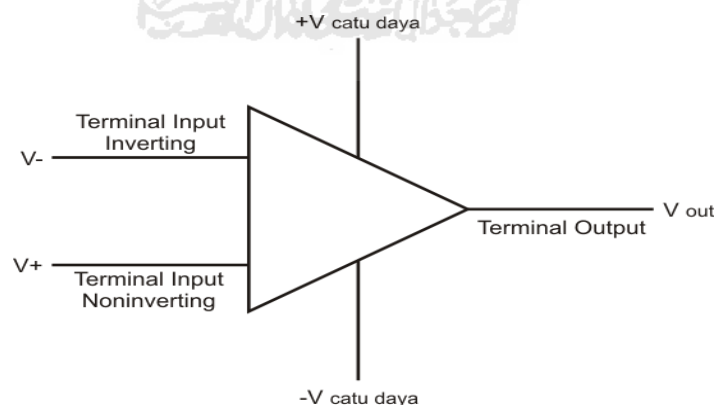 +V catu daya
Terminal Input
Inverting
V-
V out
Terminal Output
V+
Terminal Input
Noninverting
-V catu daya